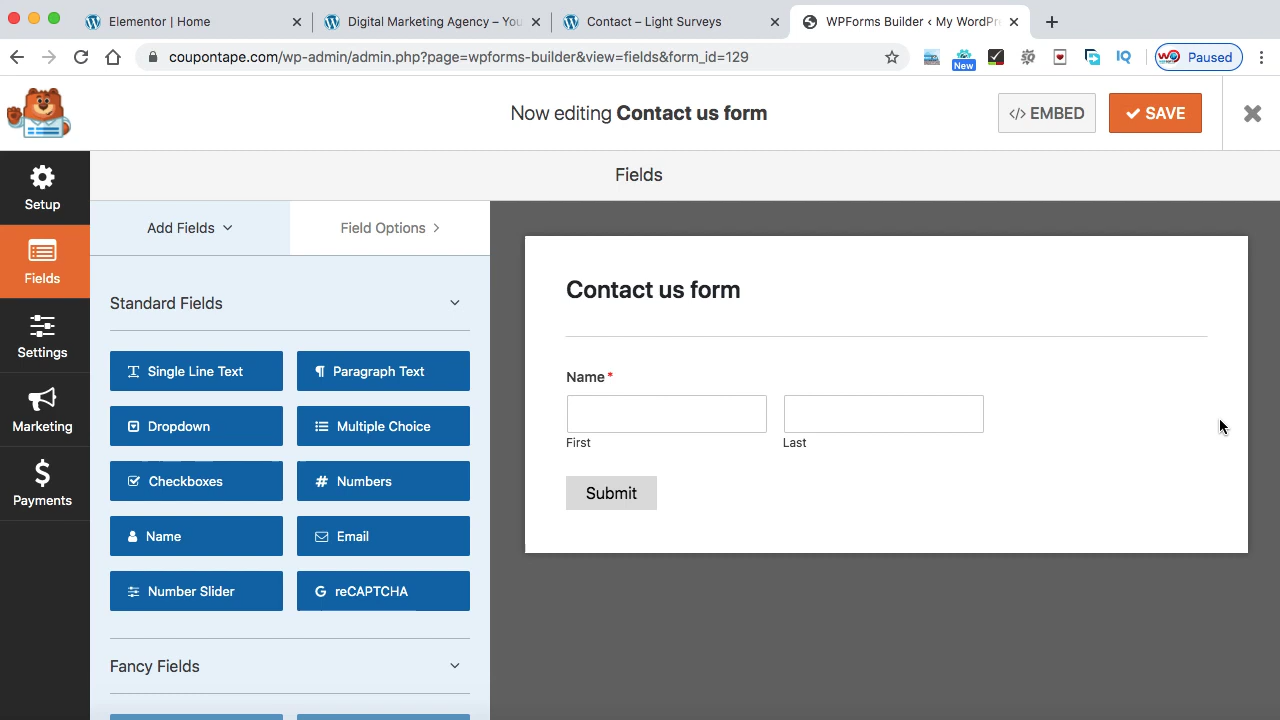 Elementor | Home
Digital Marketing Agency – You
Contact – Light Surveys
WPForms Builder ‹ My WordPr
coupontape.com/wp-admin/admin.php?page=wpforms-builder&view=fields&form_id=129
New
IQ
Paused
Now editing Contact us form
</> EMBED
SAVE
Setup
Fields
Settings
Marketing
Payments
Fields
Add Fields
Field Options
Standard Fields
Single Line Text
Paragraph Text
Dropdown
Multiple Choice
Checkboxes
# Numbers
Name
Email
Number Slider
G reCAPTCHA
Fancy Fields
Contact us form
Name *
First
Last
Submit